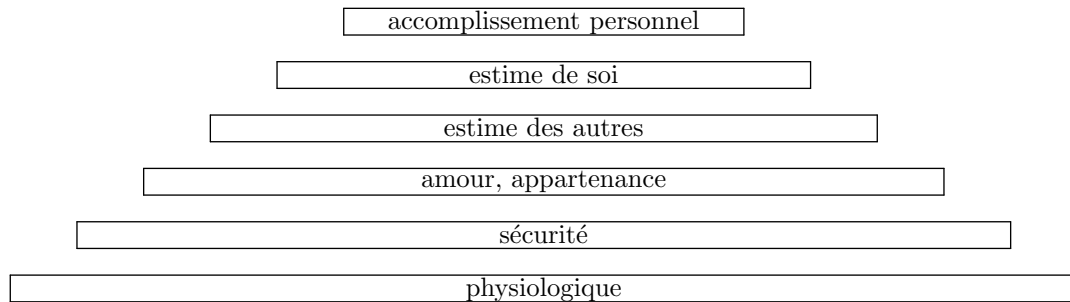 accomplissement personnel
estime de soi
estime des autres
amour, appartenance
sécurité
physiologique